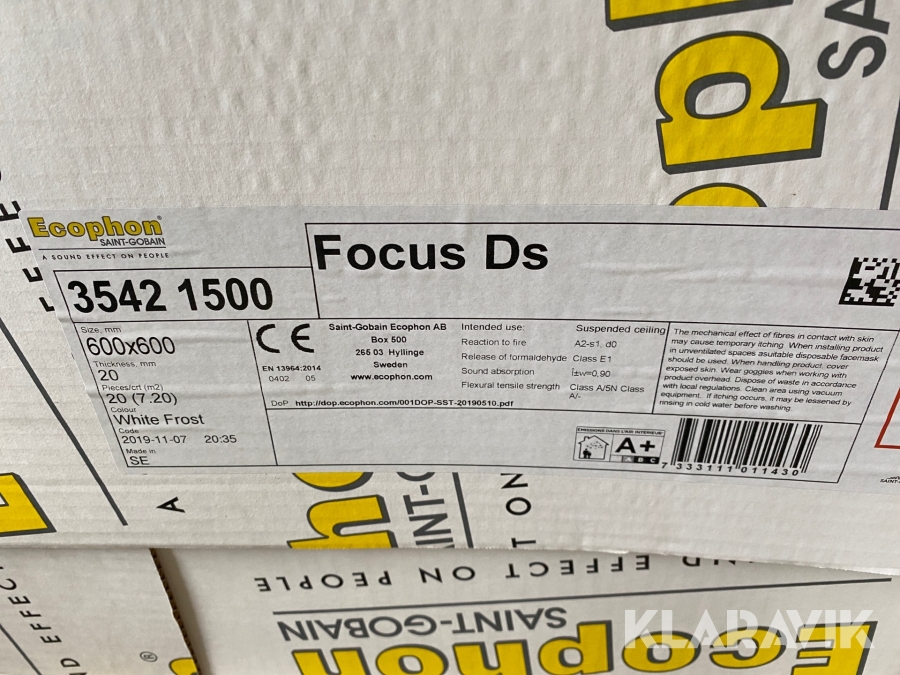 Ecophon
SAINT-GOBAIN
A SOUND EFFECT ON PEOPLE
Focus Ds
3542 1500
Size, mm
600x600
Thickness, mm
20
Pieces/crt (m2)
20 (7.20)
Colour
White Frost
Code
2019-11-07 20:35
Made in
SE
CE
EN 13964:2014
0402 05
Saint-Gobain Ecophon AB
Box 500
265 03 Hyllinge
Sweden
www.ecophon.com
DoP http://dop.ecophon.com/001DOP-SST-20190510.pdf
Intended use: Suspended ceiling
Reaction to fire A2-s1, d0
Release of formaldehyde Class E1
Sound absorption
Flexural tensile strength Class A/5N Class
A/-
The mechanical effect of fibres in contact with skin
may cause temporary itching. When installing product
in unventilated spaces asuitable disposable facemask
should be used. When handling product, cover
exposed skin. Wear goggles when working with
product overhead. Dispose of waste in accordance
with local regulations. Clean area using vacuum
equipment. If itching occurs, it may be lessened by
rinsing in cold water before washing.
EMISSIONS DANS L'AIR INTERIEUR
A+
A B C
7 333111 011430
ON
EFFECT ON PEOPLE
SAINT-GOBAIN
Ecophon
KLARAVIK